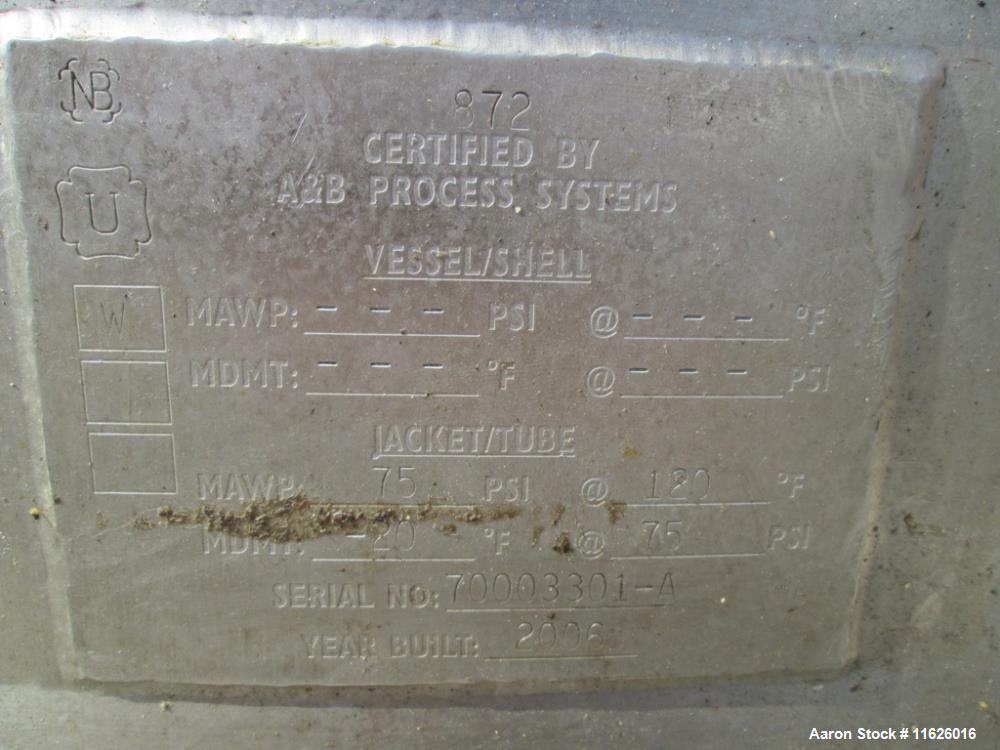 NB
872
CERTIFIED BY
A&B PROCESS SYSTEMS
U
VESSEL/SHELL
W
MAWP: - - - PSI @ - - - °F
MDMT: - - - °F @ - - - PSI
JACKET/TUBE
MAWP: 75 PSI @ 120 °F
MDMT: -20 °F @ 75 PSI
SERIAL NO: 70003301-A
YEAR BUILT: 2006
Aaron Stock # 11626016